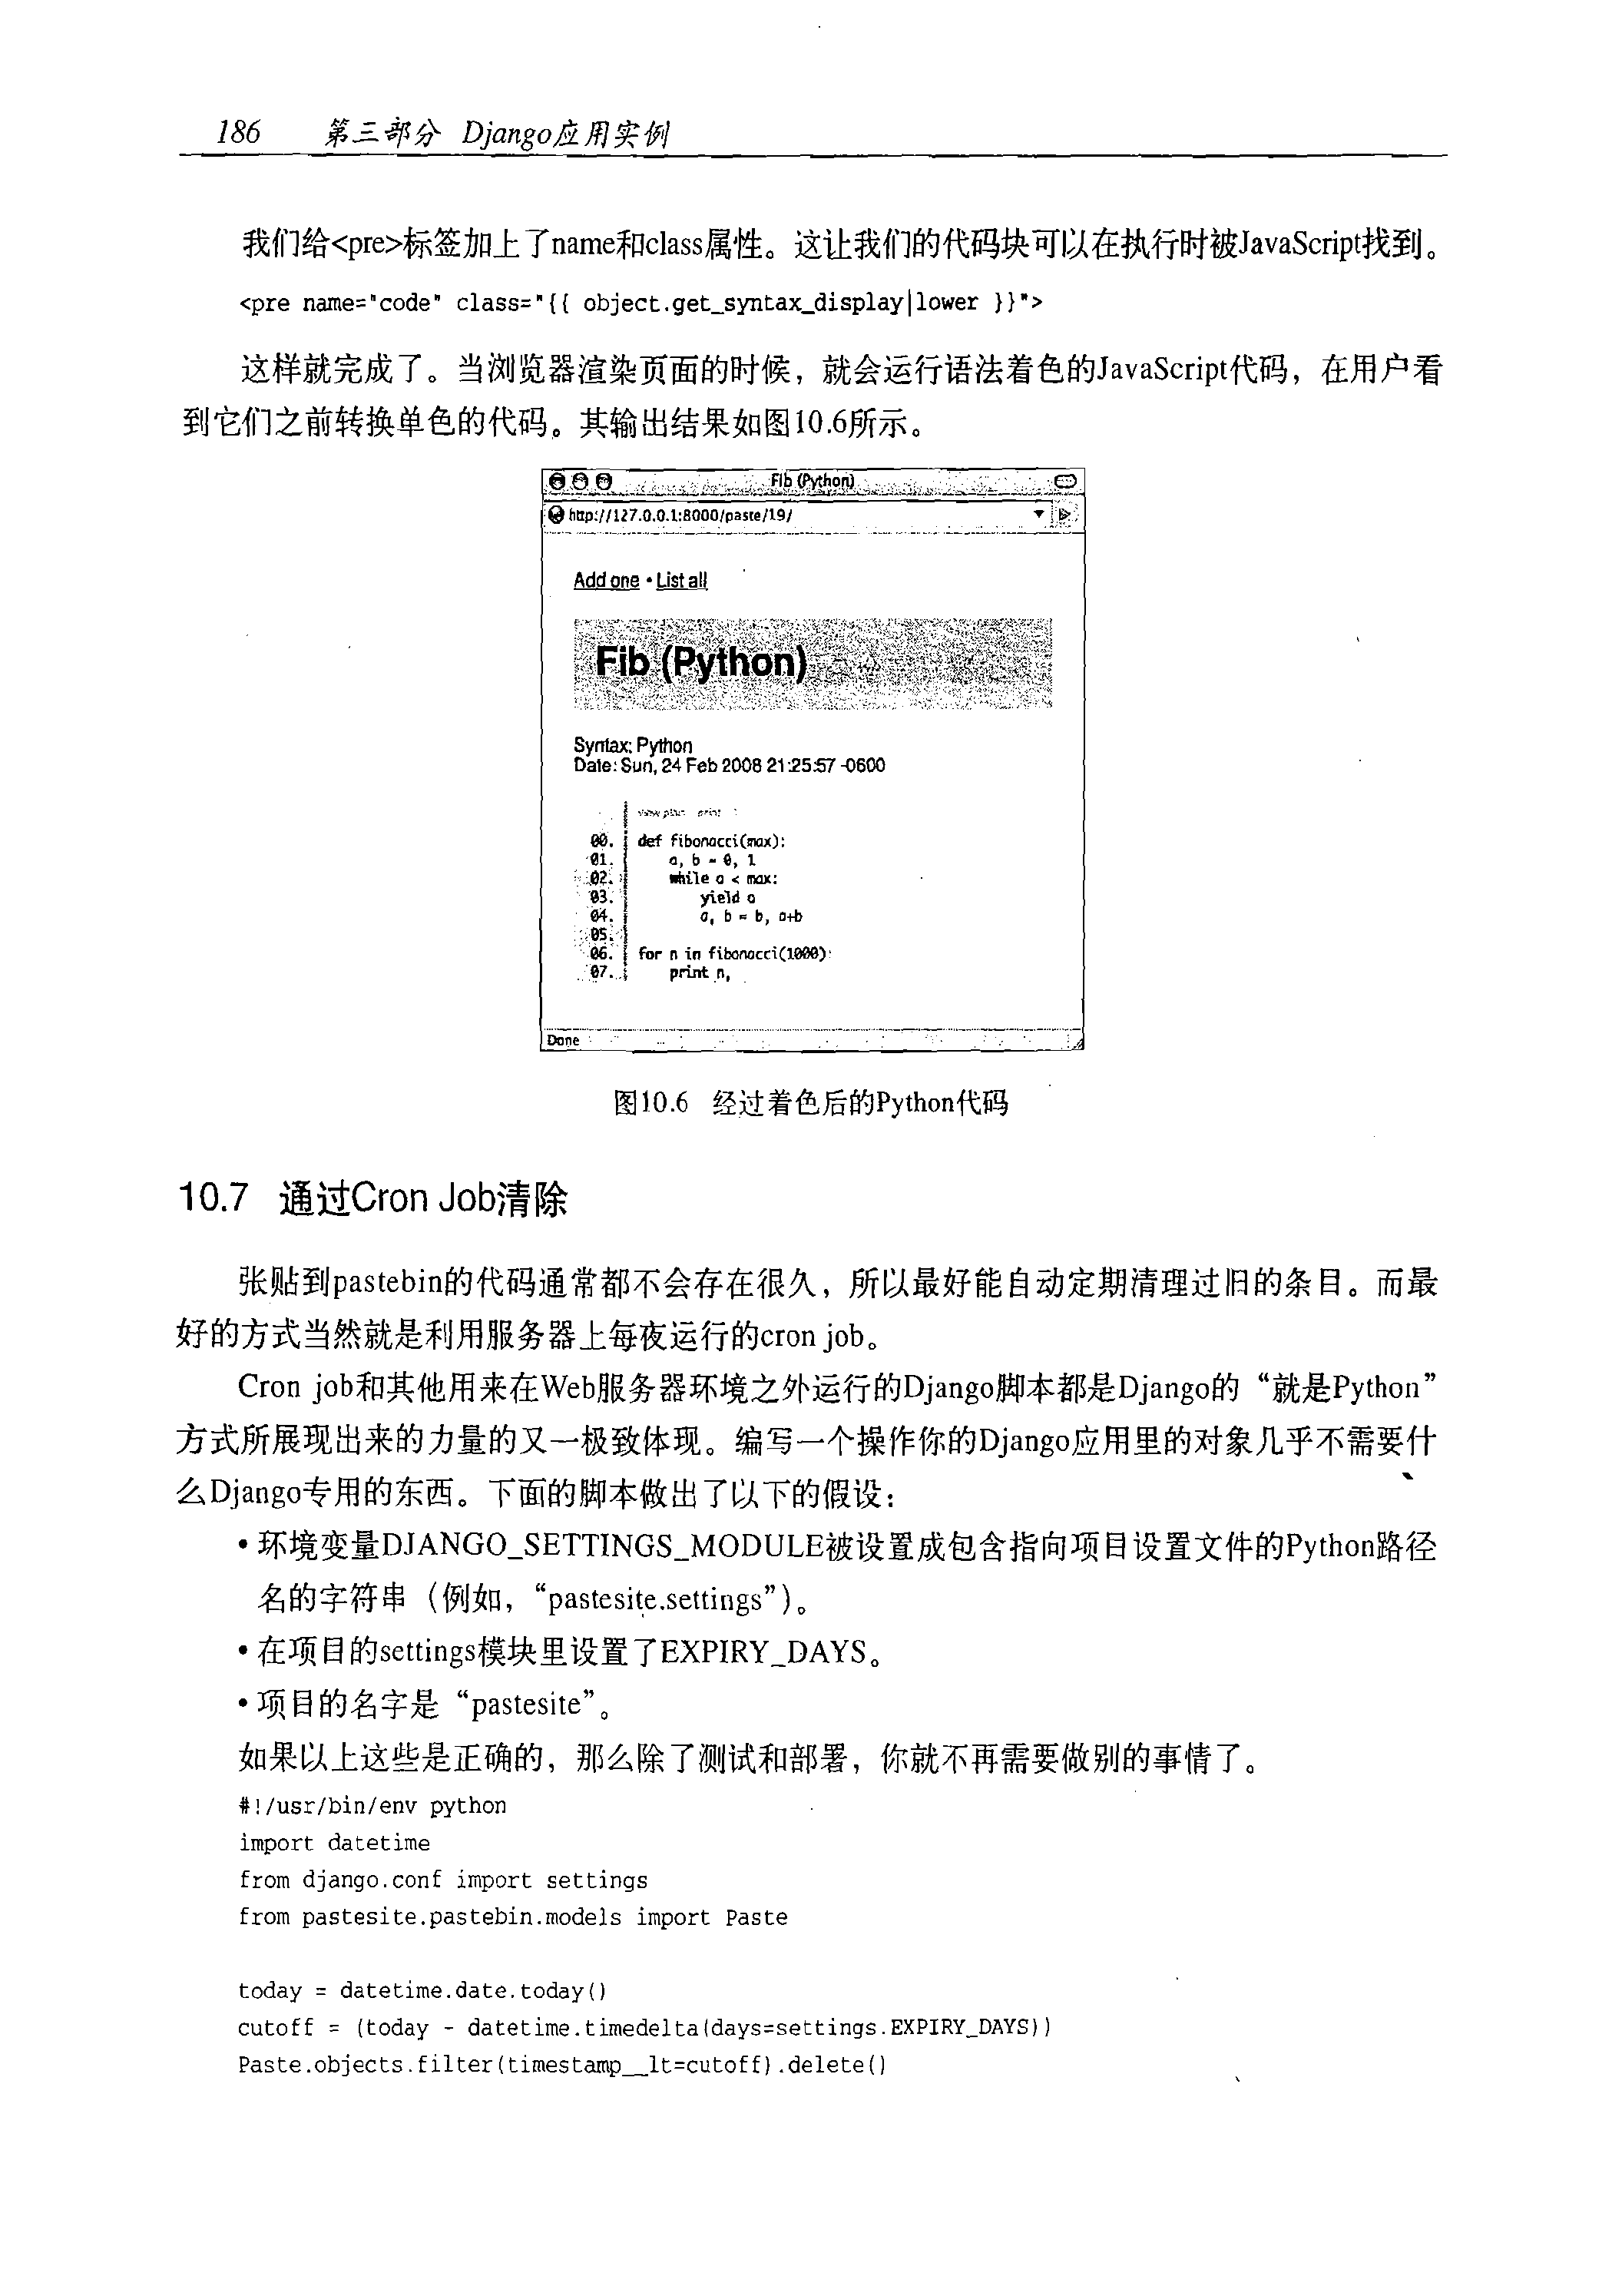 186 第三部分 Django应用实例
我们给<pre>标签加上了name和class属性。这让我们的代码块可以在执行时被JavaScript找到。
<pre name="code" class="{{ object.get_syntax_display|lower }}">
这样就完成了。当浏览器渲染页面的时候，就会运行语法着色的JavaScript代码，在用户看
到它们之前转换单色的代码。其输出结果如图10.6所示。
Fib (Python)
http://127.0.0.1:8000/paste/19/
Add one • List all
Fib (Python)
Syntax: Python
Date: Sun, 24 Feb 2008 21:25:57 -0600
view plain print ?
00. def fibonacci(max):
01. a, b = 0, 1
02. while a < max:
03. yield a
04. a, b = b, a+b
05.
06. for n in fibonacci(1000):
07. print n,
Done
图10.6 经过着色后的Python代码
10.7 通过Cron Job清除
张贴到pastebin的代码通常都不会存在很久，所以最好能自动定期清理过旧的条目。而最
好的方式当然就是利用服务器上每夜运行的cron job。
Cron job和其他用来在Web服务器环境之外运行的Django脚本都是Django的“就是Python”
方式所展现出来的力量的又一极致体现。编写一个操作你的Django应用里的对象几乎不需要什
么Django专用的东西。下面的脚本做出了以下的假设：
•环境变量DJANGO_SETTINGS_MODULE被设置成包含指向项目设置文件的Python路径
名的字符串（例如，“pastesite.settings”）。
•在项目的settings模块里设置了EXPIRY_DAYS。
•项目的名字是“pastesite”。
如果以上这些是正确的，那么除了测试和部署，你就不再需要做别的事情了。
#!/usr/bin/env python
import datetime
from django.conf import settings
from pastesite.pastebin.models import Paste
today = datetime.date.today()
cutoff = (today - datetime.timedelta(days=settings.EXPIRY_DAYS))
Paste.objects.filter(timestamp__lt=cutoff).delete()